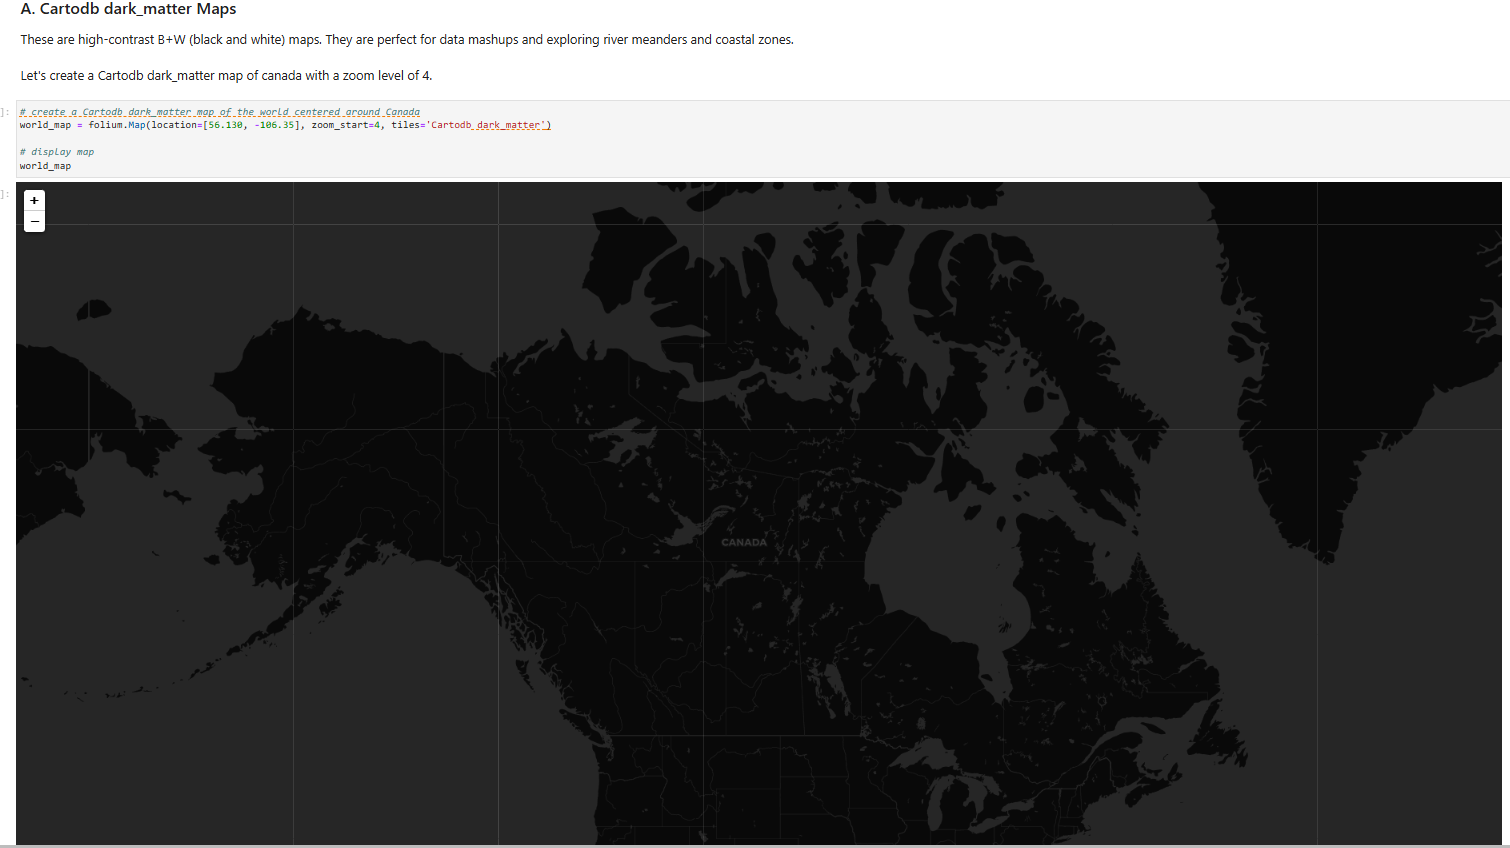 A. Cartodb dark_matter Maps
These are high-contrast B+W (black and white) maps. They are perfect for data mashups and exploring river meanders and coastal zones.
Let's create a Cartodb dark_matter map of canada with a zoom level of 4.
]:
# create a Cartodb dark_matter map of the world centered around Canada
world_map = folium.Map(location=[56.130, -106.35], zoom_start=4, tiles='Cartodb dark_matter')
# display map
world_map
]:
+
−
CANADA